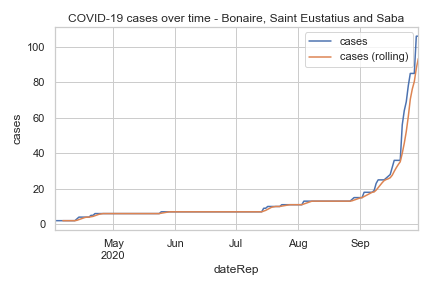 COVID-19 cases over time - Bonaire, Saint Eustatius and Saba
cases
cases (rolling)
100
80
60
40
20
0
cases
May
2020
Jun
Jul
Aug
Sep
dateRep